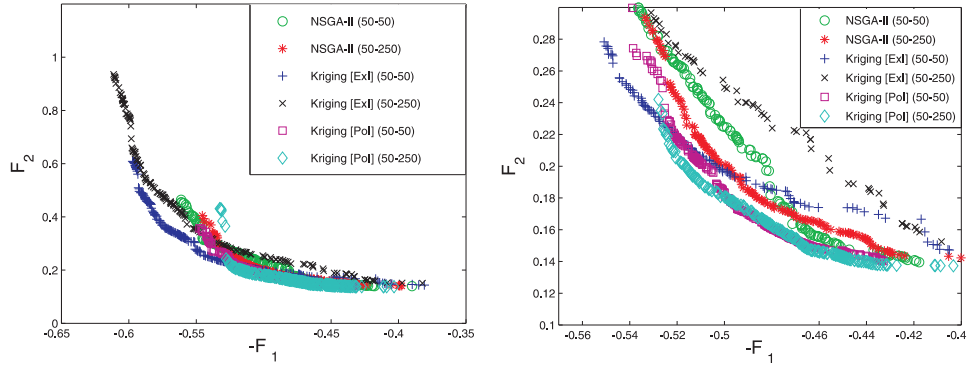 NSGA-II (50-50)
NSGA-II (50-250)
Kriging [ExI] (50-50)
Kriging [ExI] (50-250)
Kriging [PoI] (50-50)
Kriging [PoI] (50-250)
1
0,8
0,6
0,4
0,2
0
F2
-0.65
-0.6
-0.55
-0.45
-0.4
-0.35
-F1
NSGA-II (50-50)
NSGA-II (50-250)
Kriging [ExI] (50-50)
Kriging [ExI] (50-250)
Kriging [PoI] (50-50)
Kriging [PoI] (50-250)
0.28
0.26
0.24
0.22
0.2
0.18
0.16
0.14
0.12
0.1
F2
-0.56
-0.54
-0.52
-0.5
-0.48
-0.46
-0.44
-0.42
-0.4
-F1